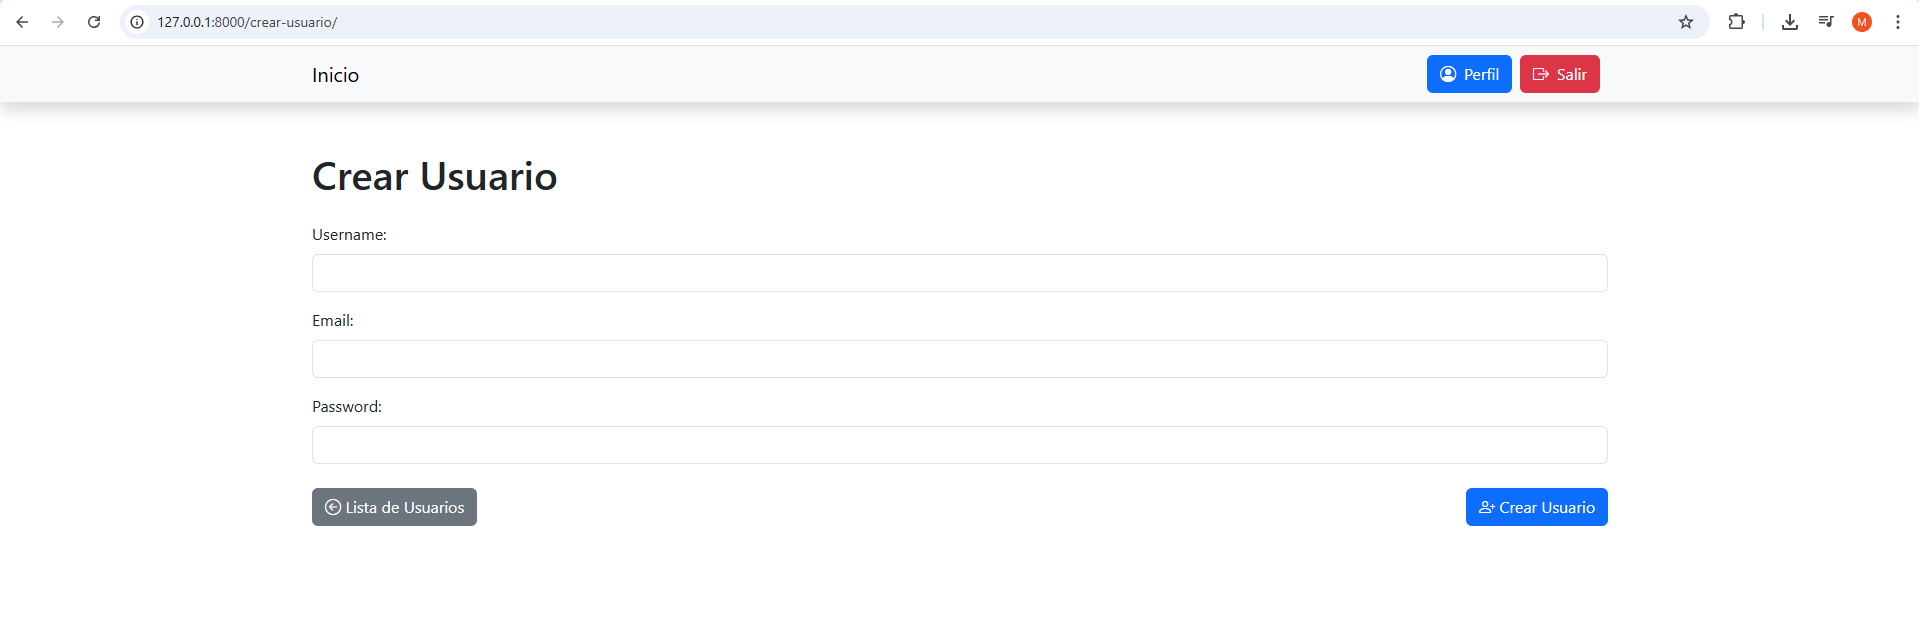 127.0.0.1:8000/crear-usuario/
M
Inicio
Perfil
Salir
Crear Usuario
Username:
Email:
Password:
Lista de Usuarios
Crear Usuario